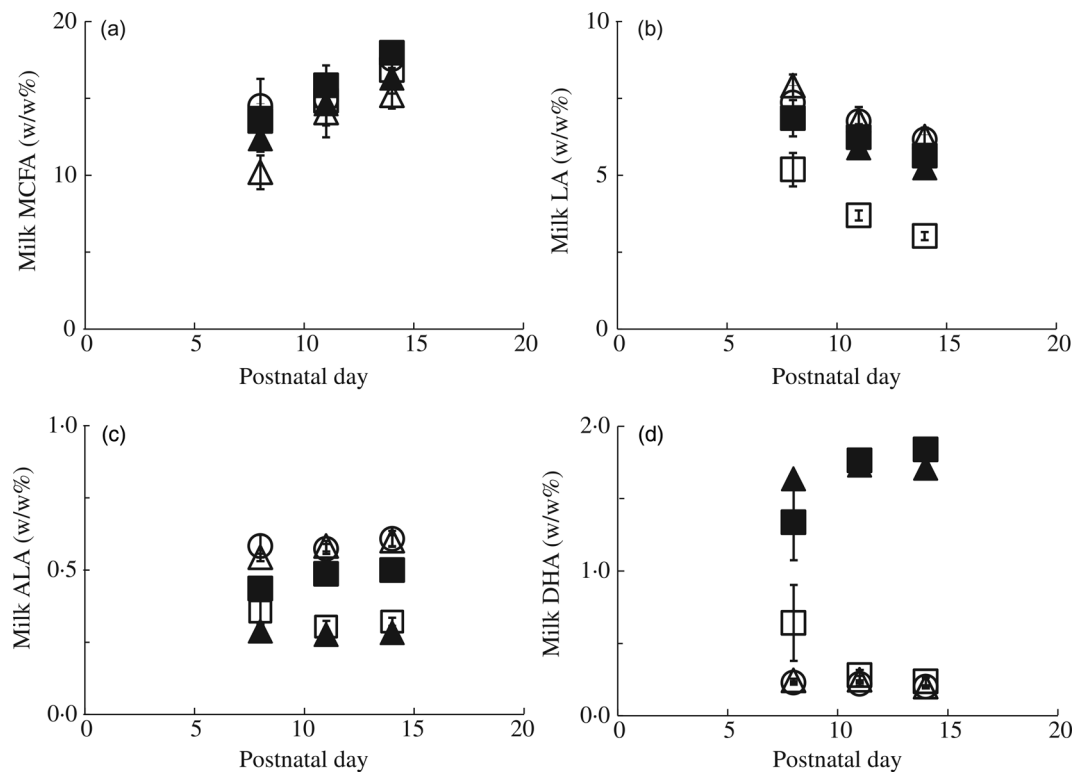 (a)
20
10
0
Milk MCFA (w/w%)
0 5 10 15 20
Postnatal day
(b)
10
5
0
Milk LA (w/w%)
0 5 10 15 20
Postnatal day
(c)
1·0
0·5
0·0
Milk ALA (w/w%)
0 5 10 15 20
Postnatal day
(d)
2·0
1·0
0·0
Milk DHA (w/w%)
0 5 10 15 20
Postnatal day